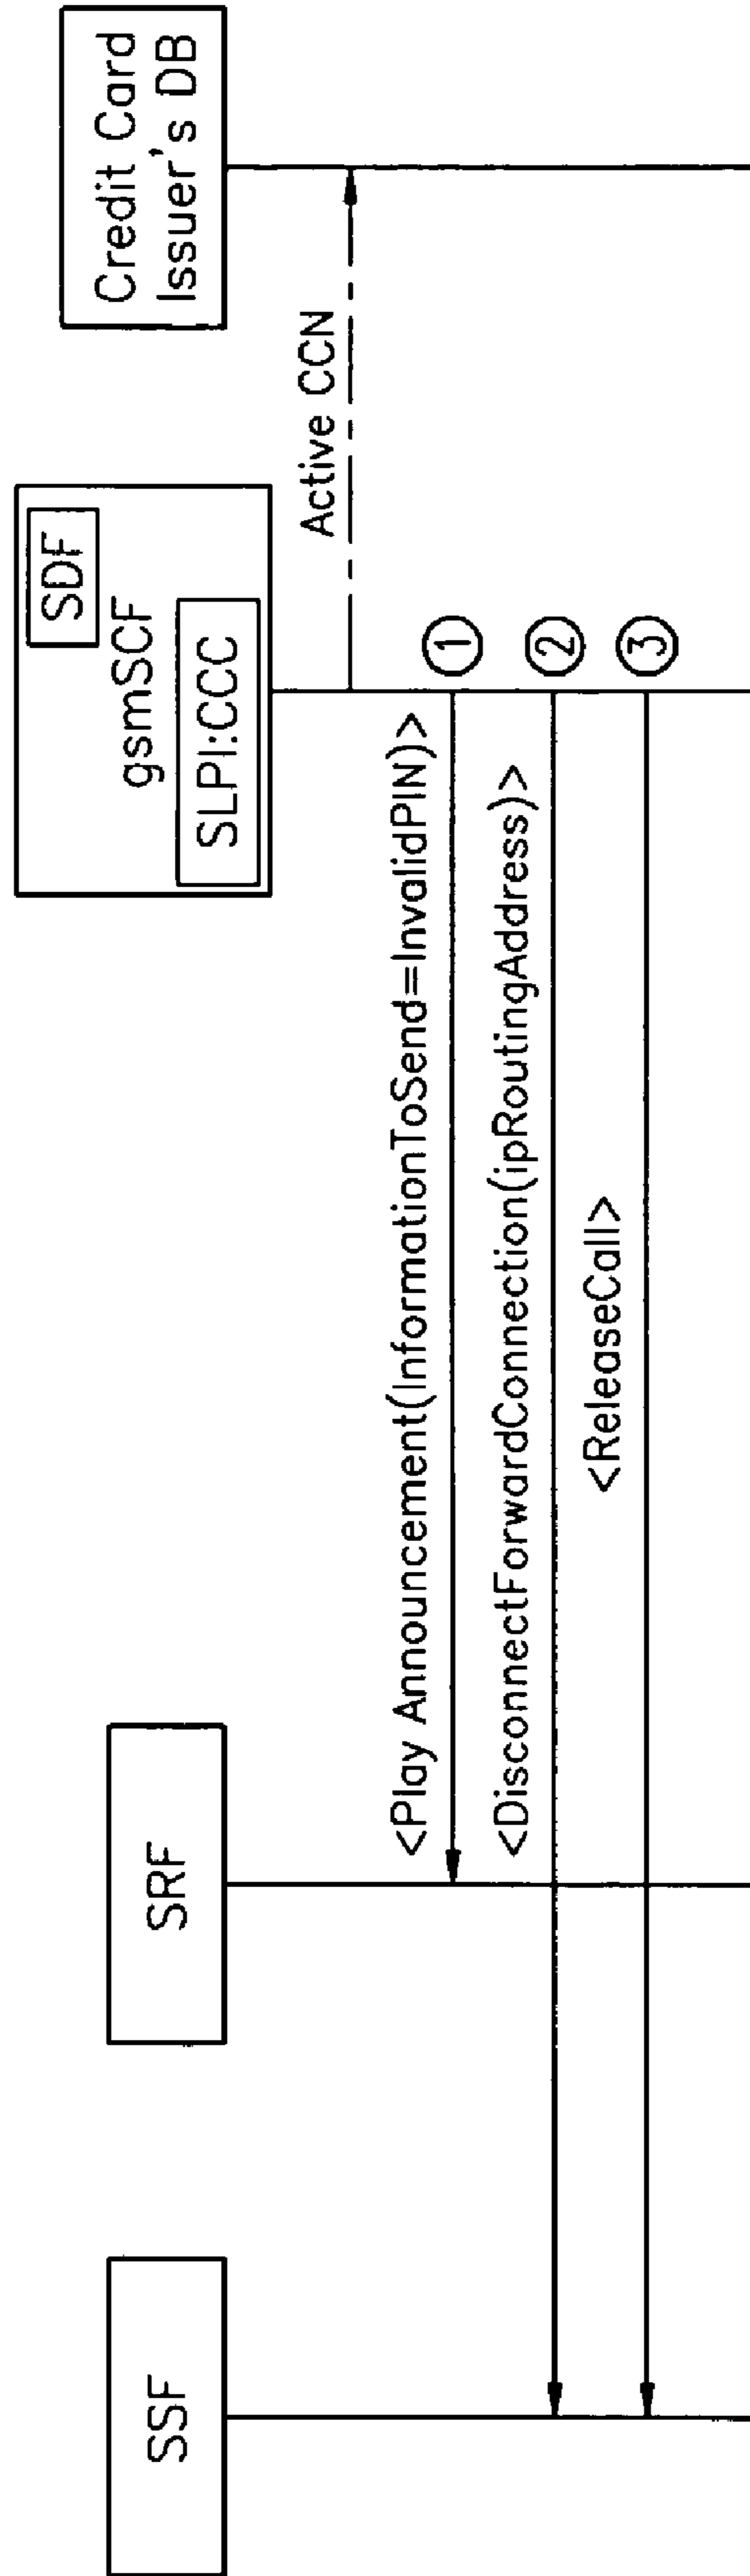 SSF
SRF
SDF
gsmSCF
SLPI:CCC
Credit Card
Issuer's DB
Active CCN
<Play Announcement(InformationToSend=InvalidPIN)>
1
<DisconnectForwardConnection(ipRoutingAddress)>
2
<ReleaseCall>
3